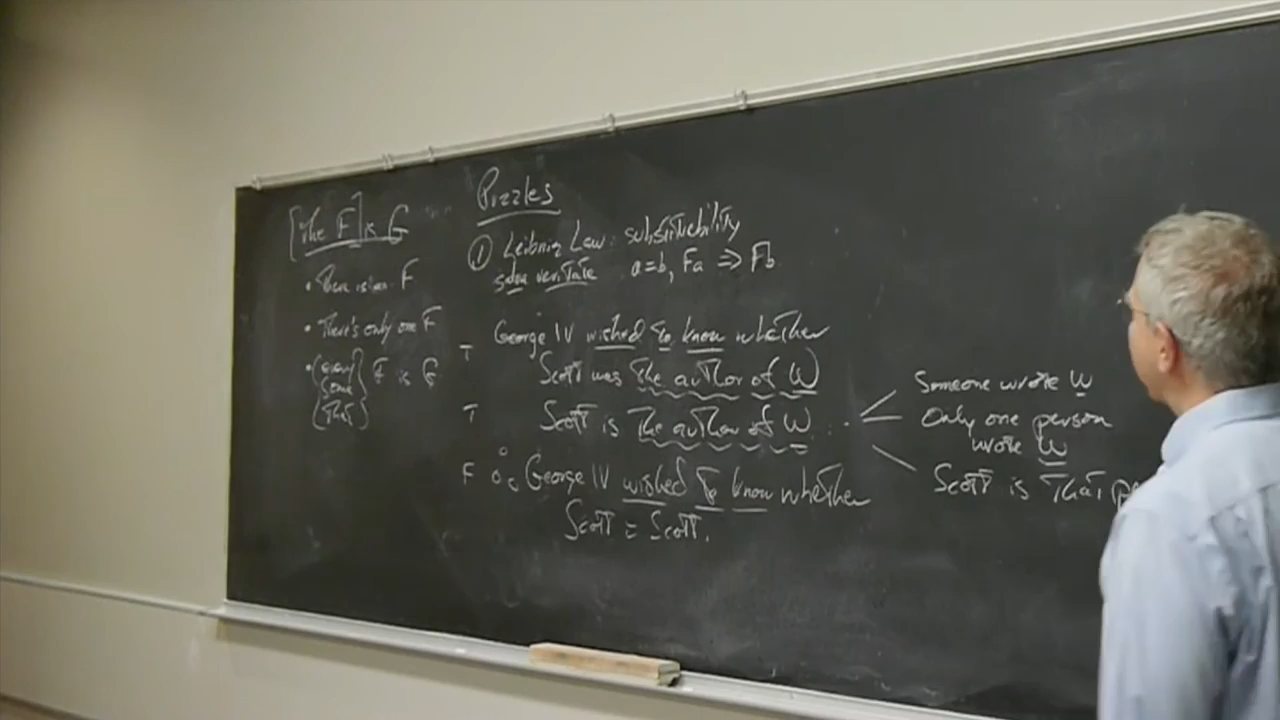 [The F] is G
• There is an F
• There's only one F
• {every} F is G
{some}
{that}
Puzzles
① Leibniz Law: substitutability
salva veritate a=b, Fa ⇒ Fb
T George IV wished to know whether
Scott was the author of W
T Scott is the author of W
F ∴ George IV wished to know whether
Scott = Scott.
Someone wrote W
Only one person
wrote W
Scott is that